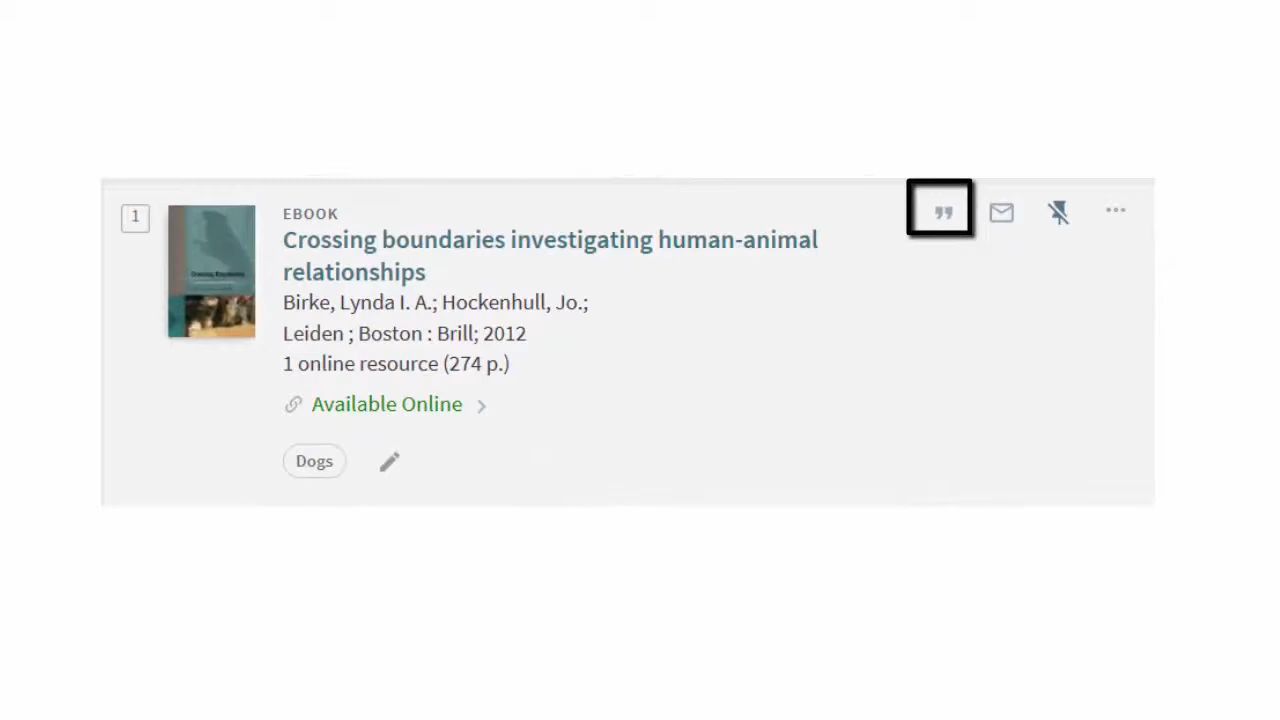 1
EBOOK
Crossing boundaries investigating human-animal
relationships
Birke, Lynda I. A.; Hockenhull, Jo.;
Leiden ; Boston : Brill; 2012
1 online resource (274 p.)
Available Online
Dogs